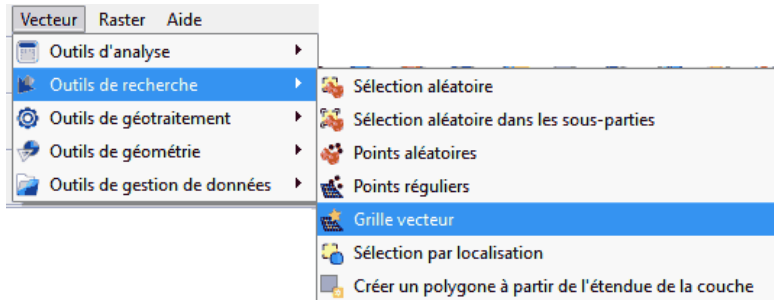 Vecteur Raster Aide
Outils d'analyse
Outils de recherche
Outils de géotraitement
Outils de géométrie
Outils de gestion de données
Sélection aléatoire
Sélection aléatoire dans les sous-parties
Points aléatoires
Points réguliers
Grille vecteur
Sélection par localisation
Créer un polygone à partir de l'étendue de la couche